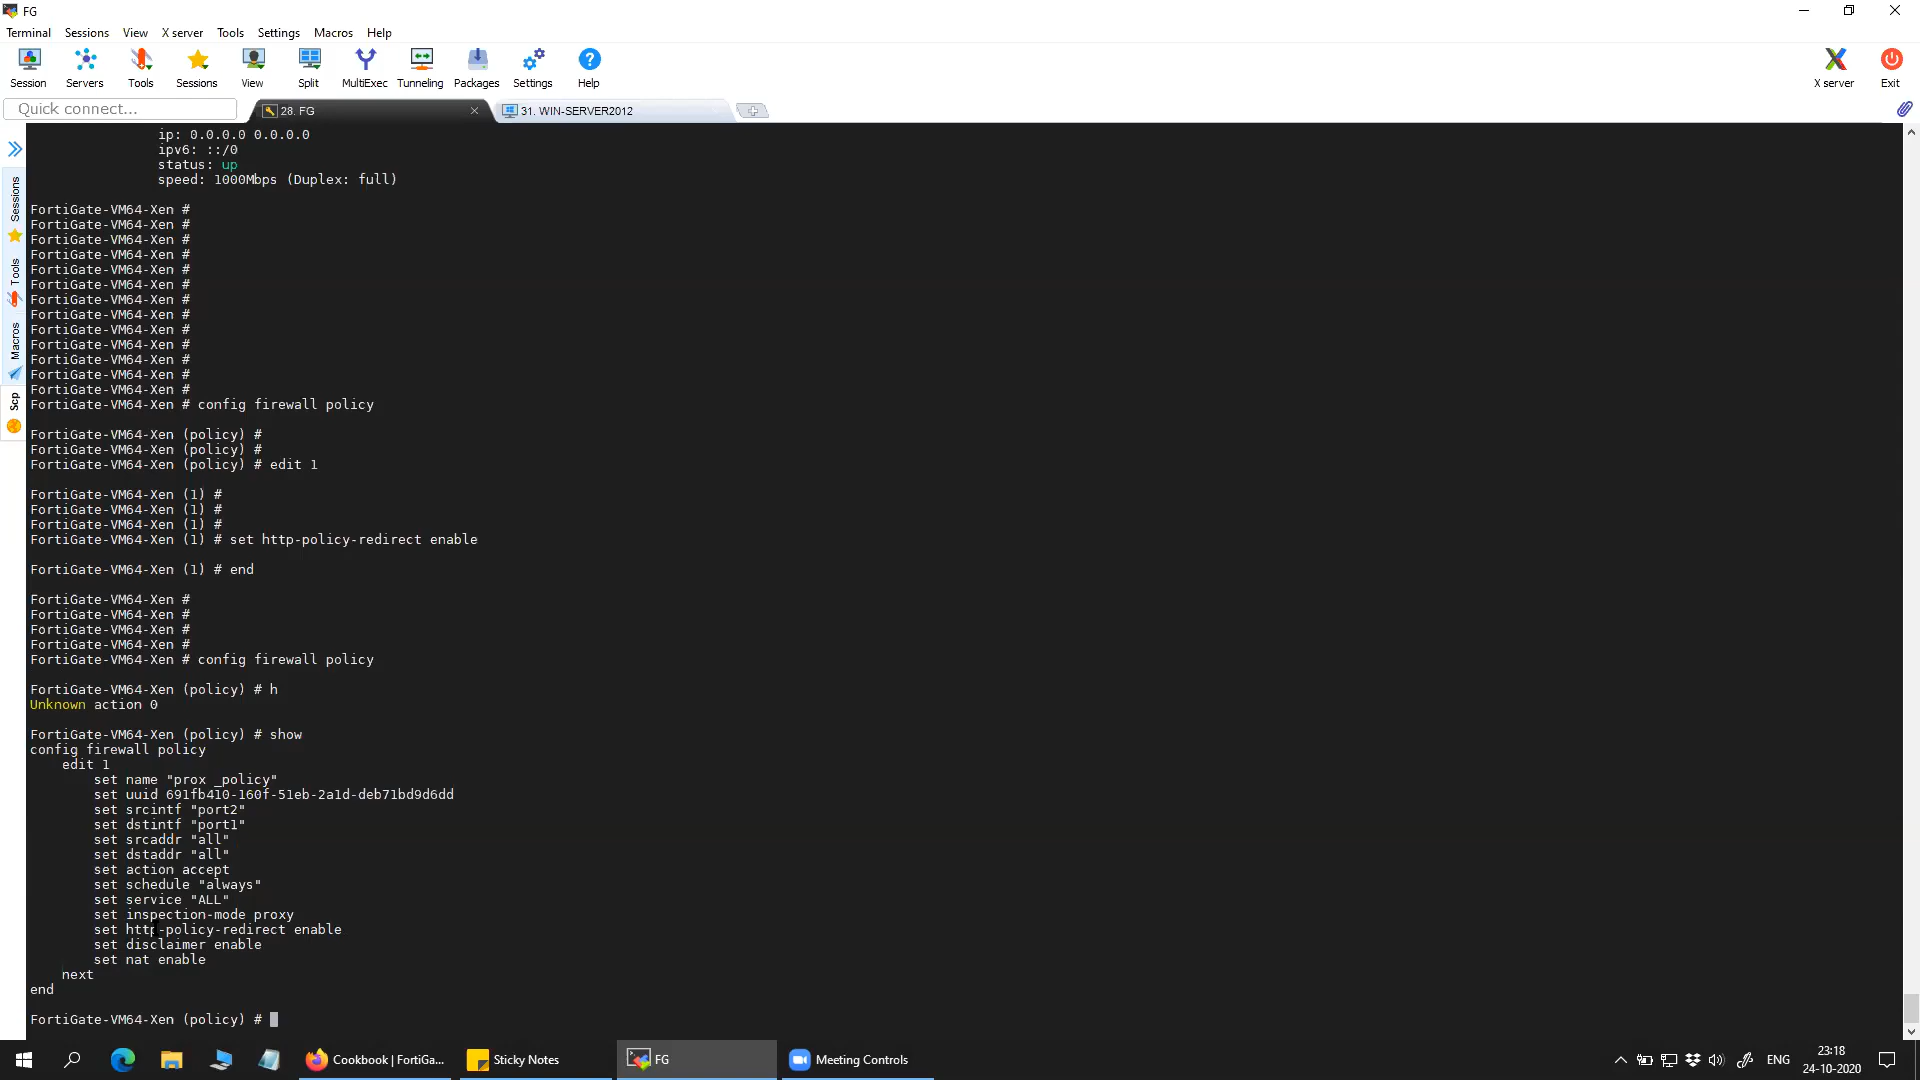 FG
Terminal Sessions View X server Tools Settings Macros Help
Session Servers Tools Sessions View Split MultiExec Tunneling Packages Settings Help X server Exit
Quick connect... 28. FG 31. WIN-SERVER2012
Sessions
Tools
Macros
Scp
ip: 0.0.0.0 0.0.0.0
ipv6: ::/0
status: up
speed: 1000Mbps (Duplex: full)
FortiGate-VM64-Xen #
FortiGate-VM64-Xen #
FortiGate-VM64-Xen #
FortiGate-VM64-Xen #
FortiGate-VM64-Xen #
FortiGate-VM64-Xen #
FortiGate-VM64-Xen #
FortiGate-VM64-Xen #
FortiGate-VM64-Xen #
FortiGate-VM64-Xen #
FortiGate-VM64-Xen #
FortiGate-VM64-Xen #
FortiGate-VM64-Xen #
FortiGate-VM64-Xen # config firewall policy
FortiGate-VM64-Xen (policy) #
FortiGate-VM64-Xen (policy) #
FortiGate-VM64-Xen (policy) # edit 1
FortiGate-VM64-Xen (1) #
FortiGate-VM64-Xen (1) #
FortiGate-VM64-Xen (1) #
FortiGate-VM64-Xen (1) # set http-policy-redirect enable
FortiGate-VM64-Xen (1) # end
FortiGate-VM64-Xen #
FortiGate-VM64-Xen #
FortiGate-VM64-Xen #
FortiGate-VM64-Xen #
FortiGate-VM64-Xen # config firewall policy
FortiGate-VM64-Xen (policy) # h
Unknown action 0
FortiGate-VM64-Xen (policy) # show
config firewall policy
edit 1
set name "prox _policy"
set uuid 691fb410-160f-51eb-2a1d-deb71bd9d6dd
set srcintf "port2"
set dstintf "port1"
set srcaddr "all"
set dstaddr "all"
set action accept
set schedule "always"
set service "ALL"
set inspection-mode proxy
set http-policy-redirect enable
set disclaimer enable
set nat enable
next
end
FortiGate-VM64-Xen (policy) #
Cookbook | FortiGa... Sticky Notes FG Meeting Controls ENG
23:18
24-10-2020